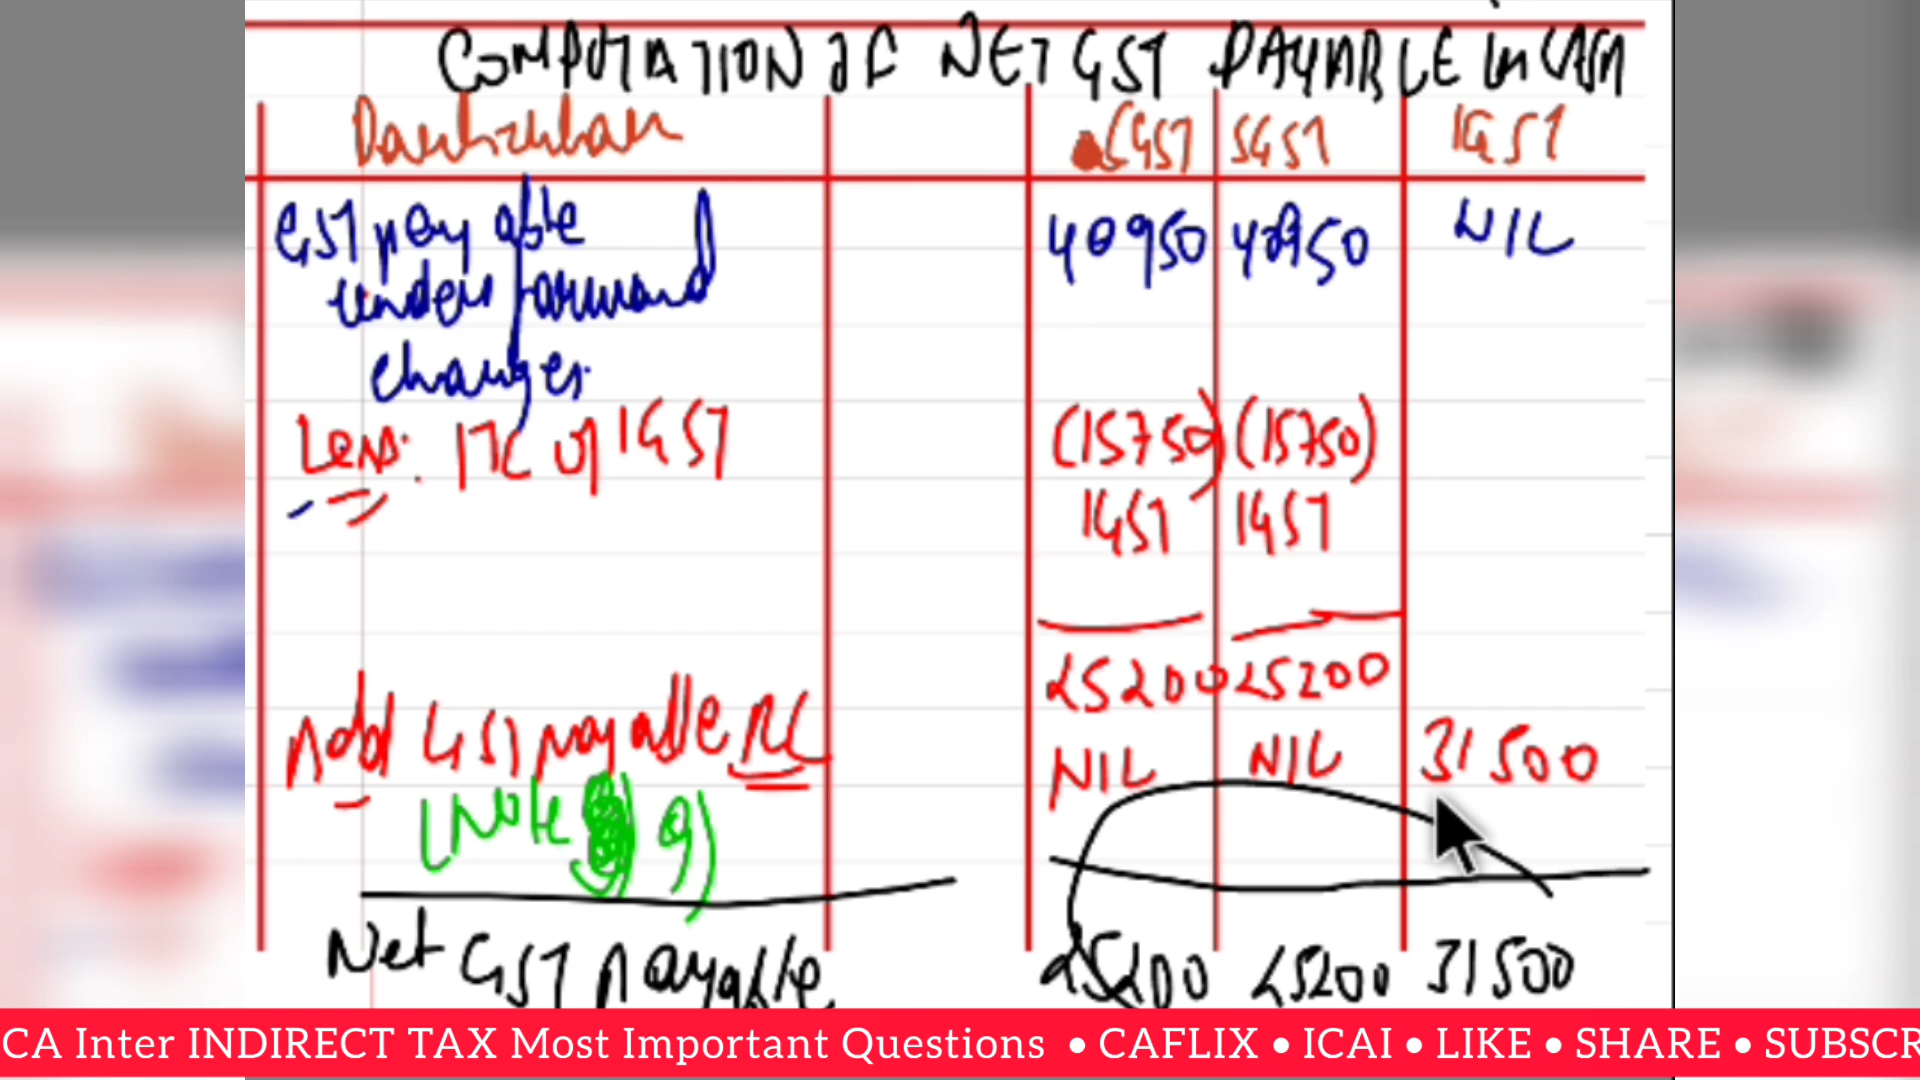 COMPUTATION OF NET GST PAYABLE in CASH
Particulars CGST SGST IGST
GST payable 40950 40950 NIL
under forward
charges.
Less: ITC of IGST (15750) (15750)
IGST IGST
25200 25200
Add GST payable RC NIL NIL 31500
(Note 9)
Net GST payable 25200 25200 31500
CA Inter INDIRECT TAX Most Important Questions • CAFLIX • ICAI • LIKE • SHARE • SUBSCR